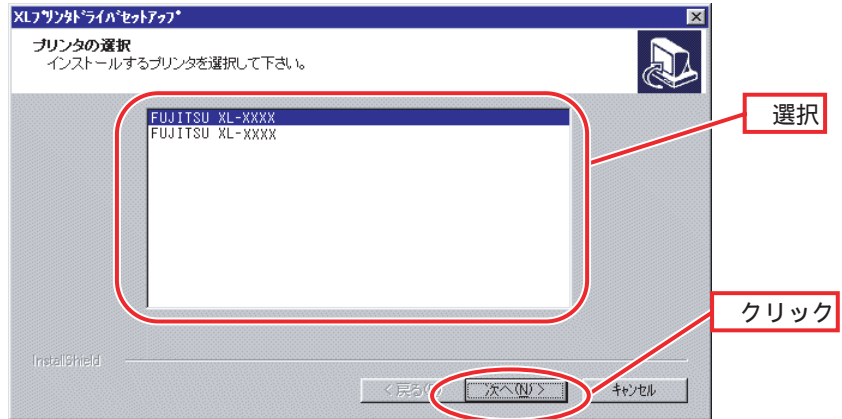 XLプリンタドライバセットアップ
プリンタの選択
インストールするプリンタを選択して下さい。
FUJITSU XL-XXXX
FUJITSU XL-XXXX
選択
クリック
InstallShield
< 戻る(B) 次へ(N) > キャンセル